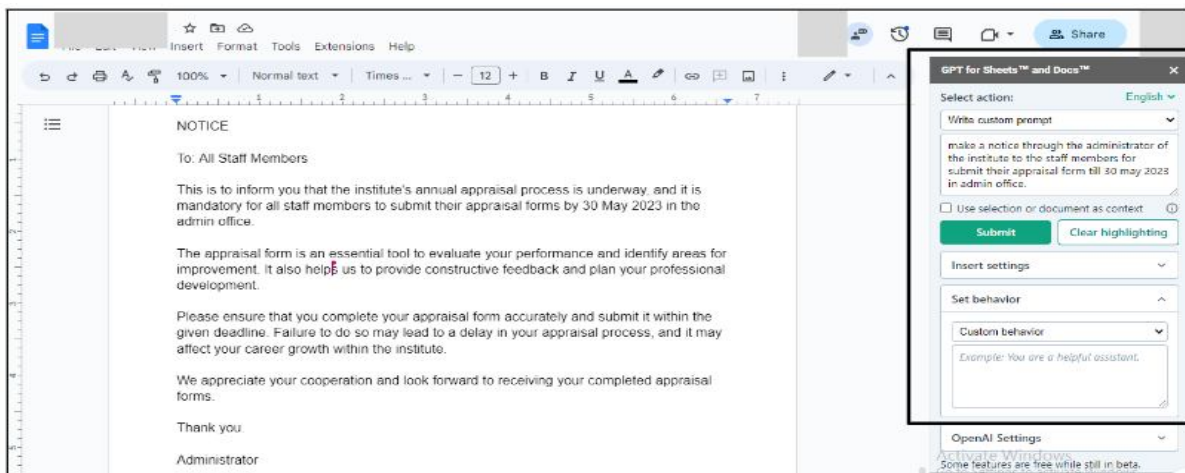 Insert Format Tools Extensions Help
Share
100% Normal text Times ... − 12 + B I U A
1 2 3 4 5 6 7
NOTICE
To: All Staff Members
This is to inform you that the institute's annual appraisal process is underway, and it is
mandatory for all staff members to submit their appraisal forms by 30 May 2023 in the
admin office.
The appraisal form is an essential tool to evaluate your performance and identify areas for
improvement. It also helps us to provide constructive feedback and plan your professional
development.
Please ensure that you complete your appraisal form accurately and submit it within the
given deadline. Failure to do so may lead to a delay in your appraisal process, and it may
affect your career growth within the institute.
We appreciate your cooperation and look forward to receiving your completed appraisal
forms.
Thank you
Administrator
GPT for Sheets™ and Docs™
Select action: English
Write custom prompt
make a notice through the administrator of
the institute to the staff members for
submit their appraisal form till 30 may 2023
in admin office.
Use selection or document as context
Submit Clear highlighting
Insert settings
Set behavior
Custom behavior
Example: You are a helpful assistant.
OpenAI Settings
Activate Windows
Some features are free while still in beta.